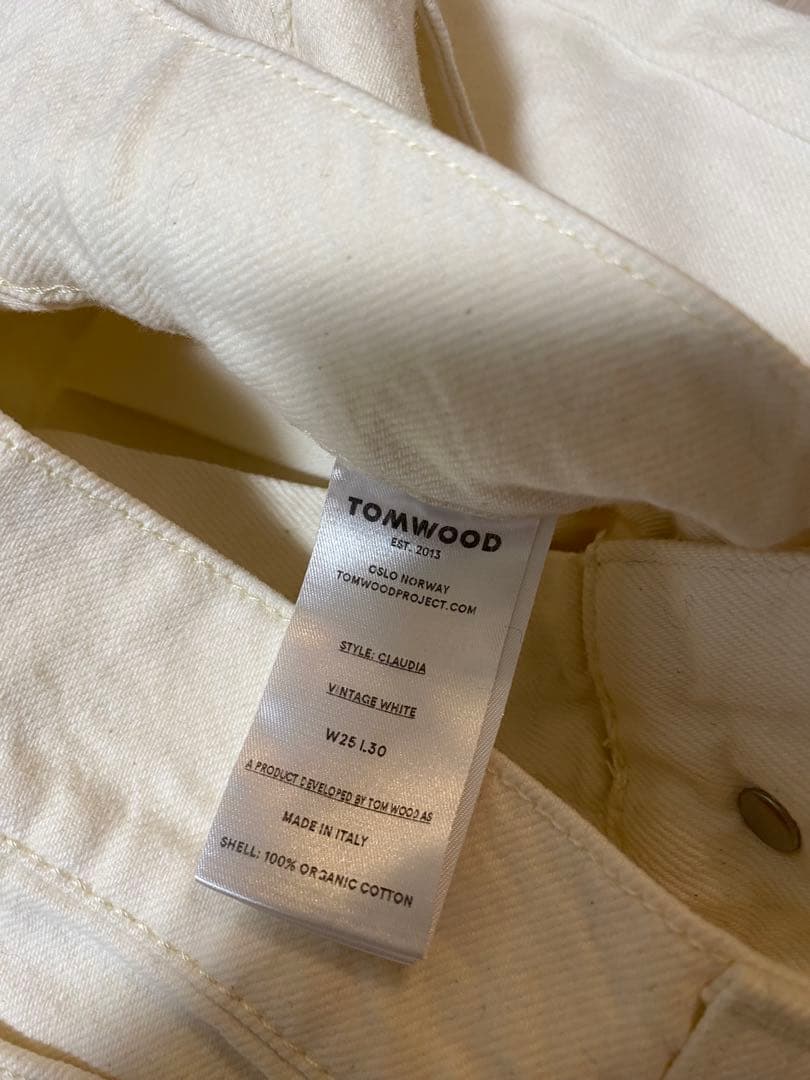 TOMWOOD
EST. 2013
OSLO NORWAY
TOMWOODPROJECT.COM
STYLE: CLAUDIA
VINTAGE WHITE
W25 L30
A PRODUCT DEVELOPED BY TOM WOOD AS
MADE IN ITALY
SHELL: 100% ORGANIC COTTON